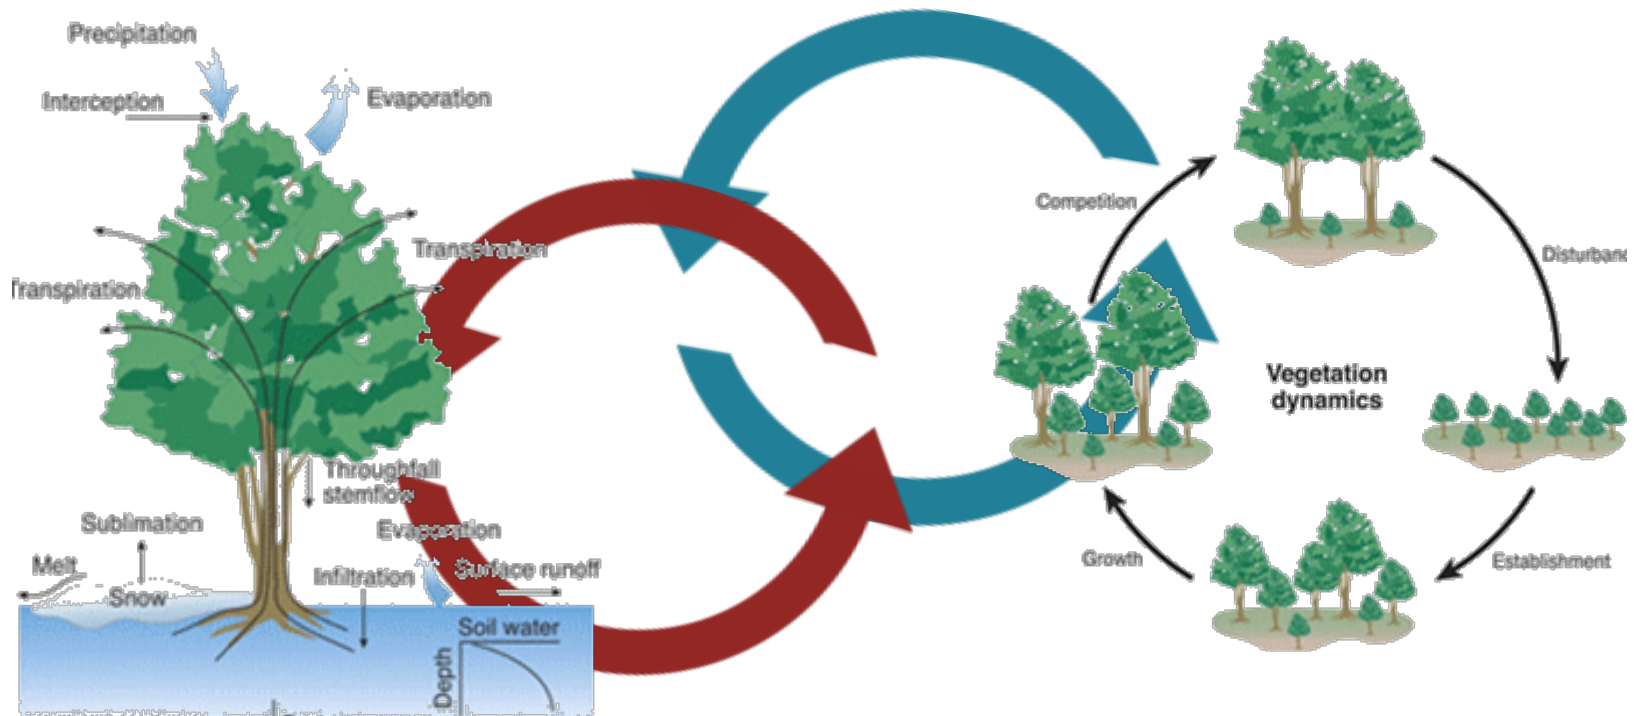 Precipitation
Interception
Evaporation
Transpiration
Transpiration
Throughfall
stemflow
Sublimation
Evaporation
Melt
Snow
Infiltration
Surface runoff
Soil water
Depth
Competition
Disturbanc
Vegetation
dynamics
Growth
Establishment